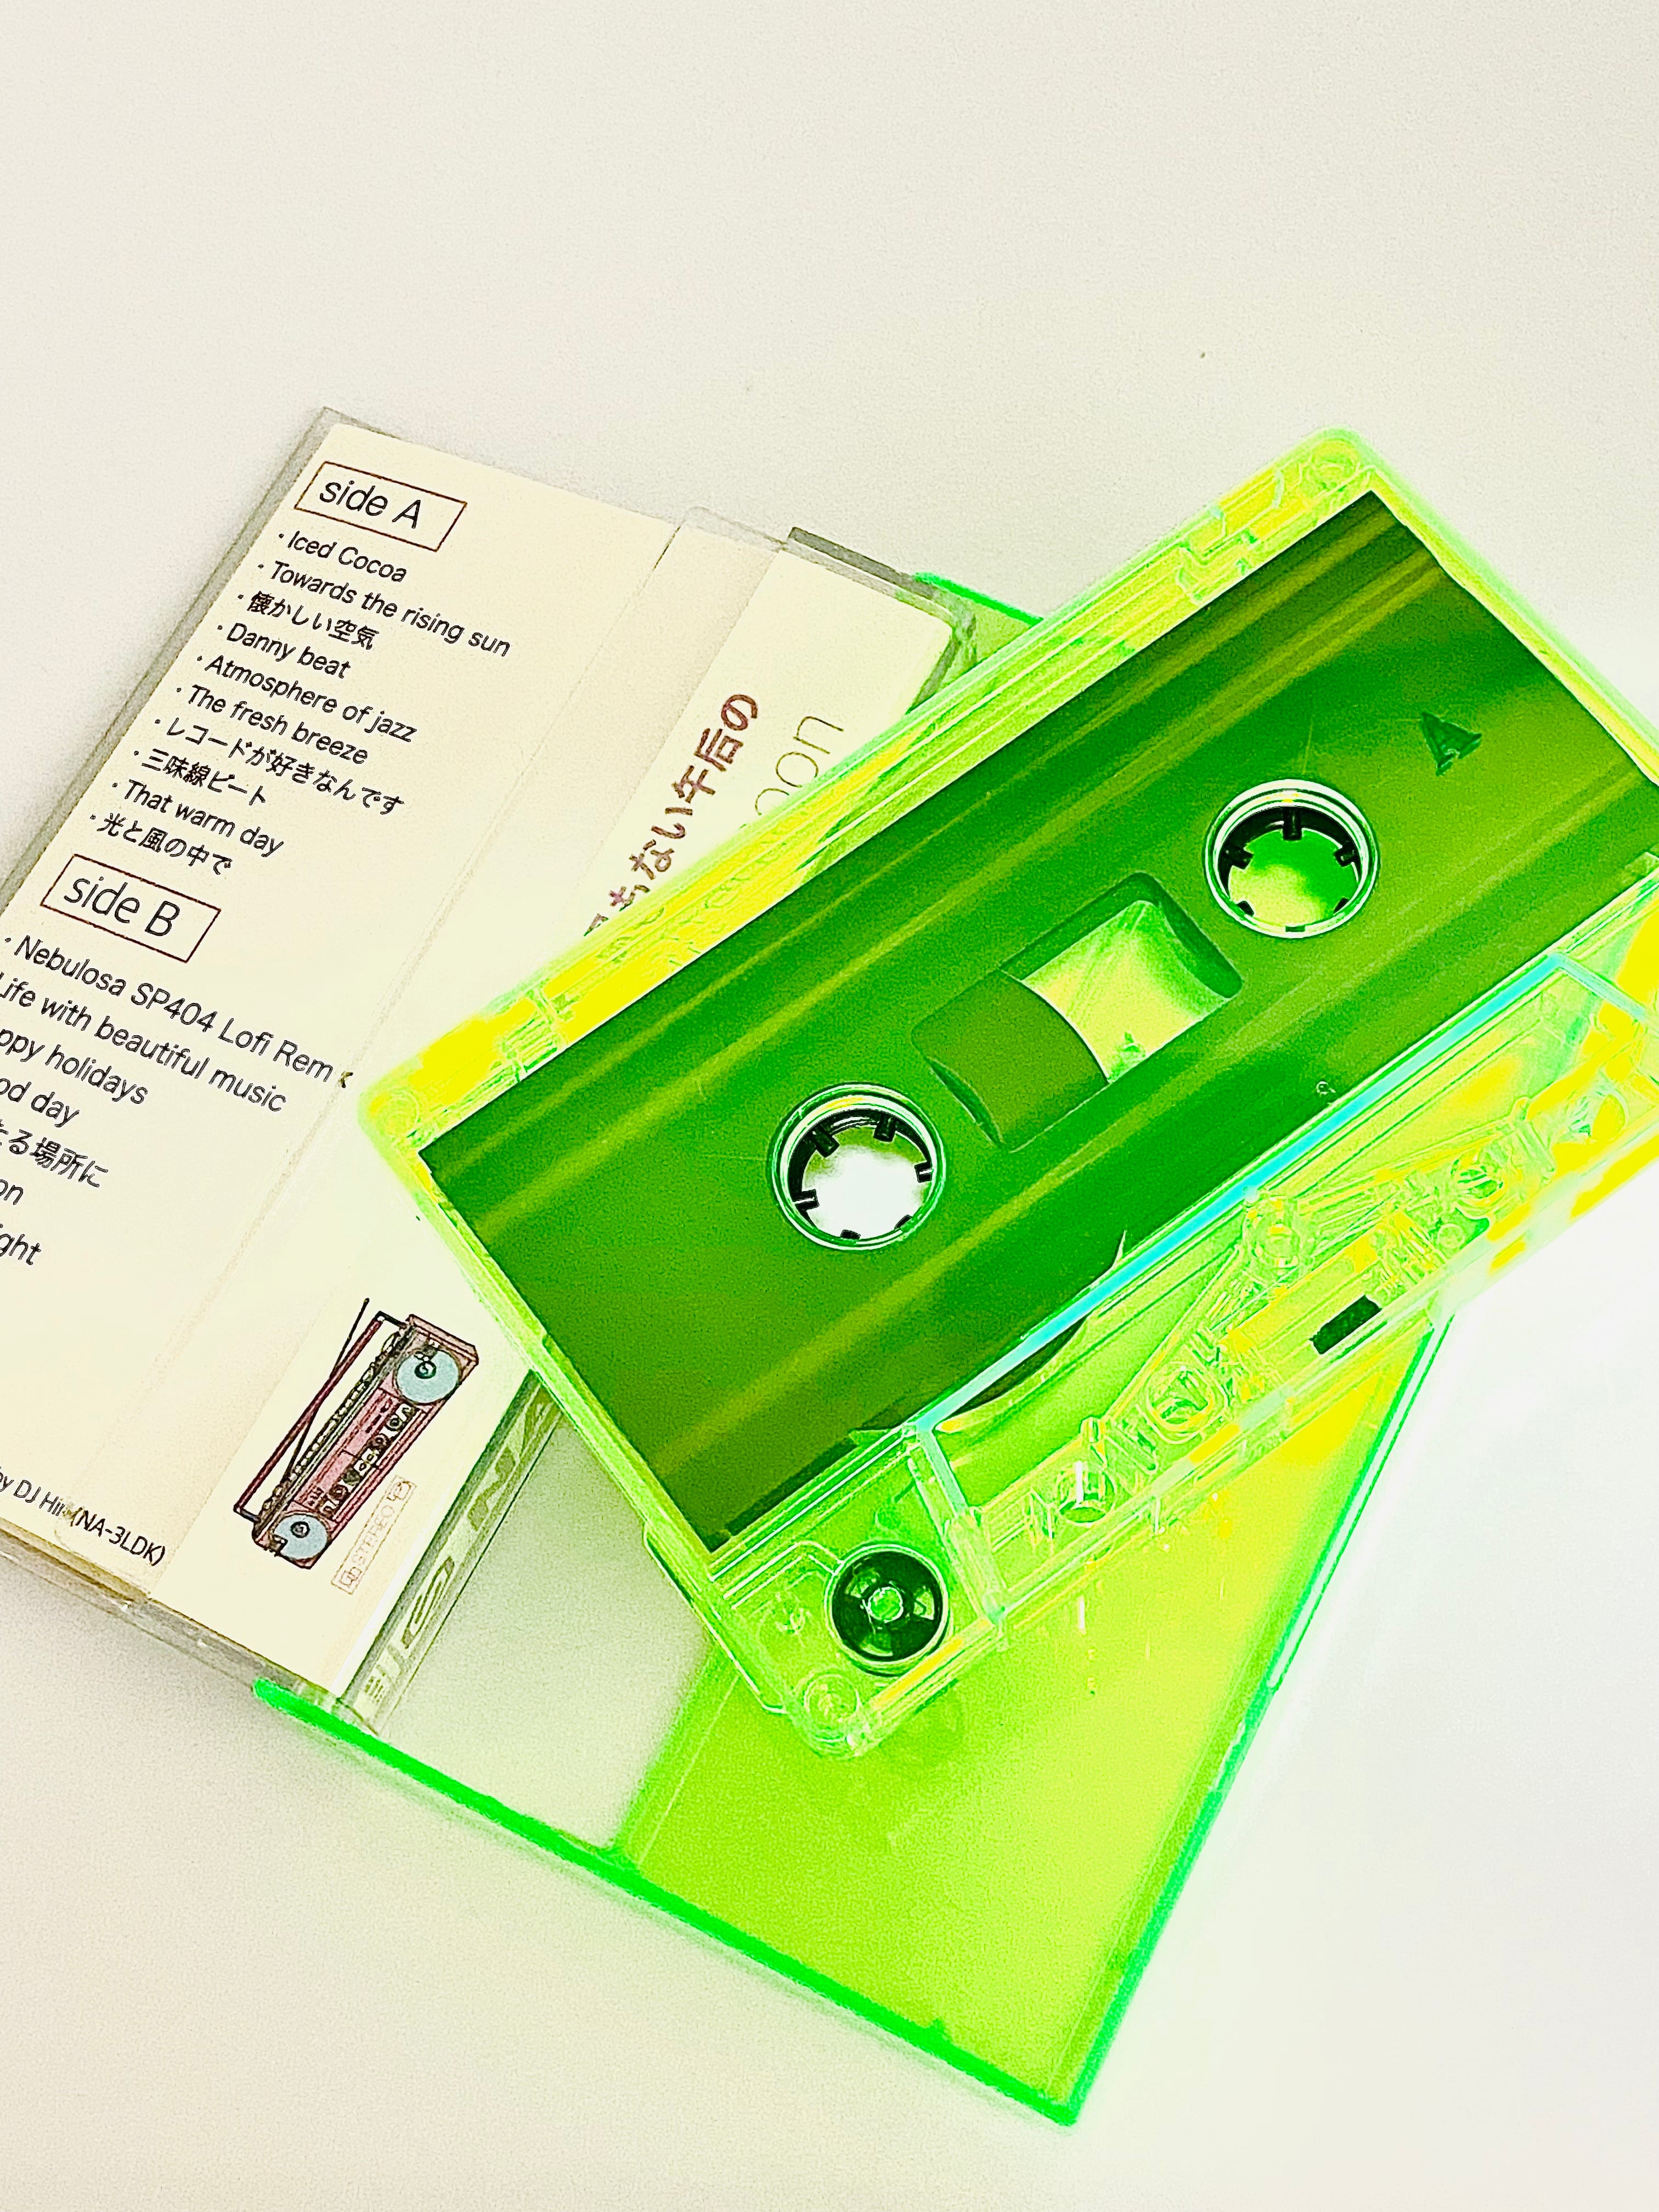 side A
・Iced Cocoa
・Towards the rising sun
・懐かしい空気
・Danny beat
・Atmosphere of jazz
・The fresh breeze
・レコードが好きなんです
・三味線ビート
・That warm day
・光と風の中で
side B
・Nebulosa SP404 Lofi Rem
Life with beautiful music
ppy holidays
od day
る場所に
on
ght
by DJ (NA-3LDK)
もない午后の
oon
STEREO
A